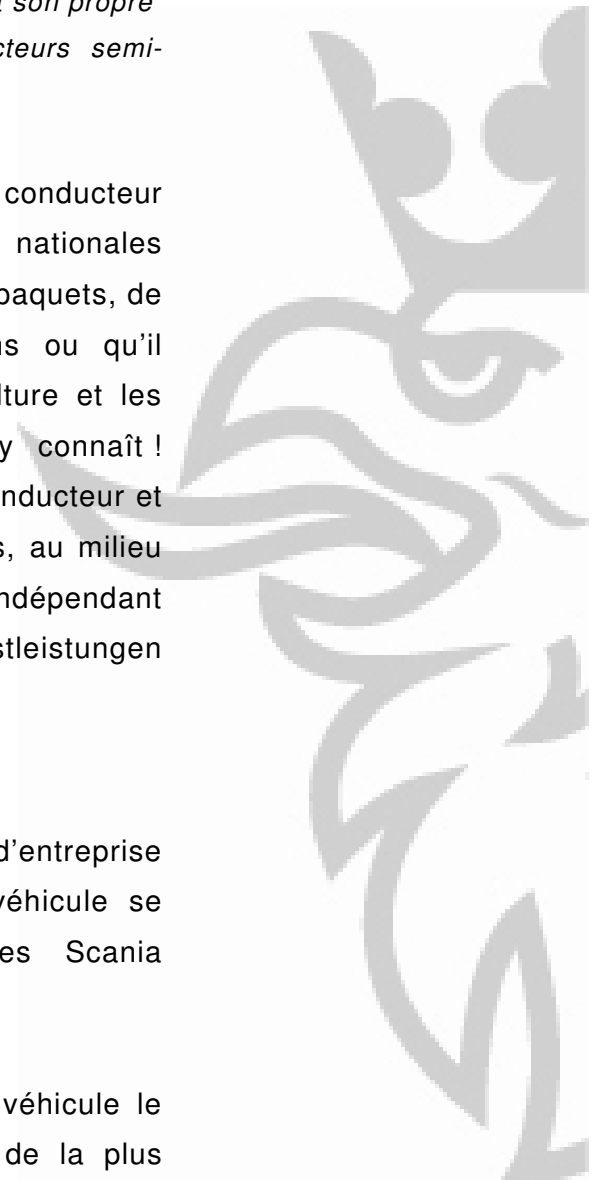 son propre
cteurs semi-
conducteur
nationales
paquets, de
ou qu'il
lture et les
y connaît !
nducteur et
, au milieu
ndépendant
stleistungen
d'entreprise
véhicule se
es Scania
véhicule le
de la plus